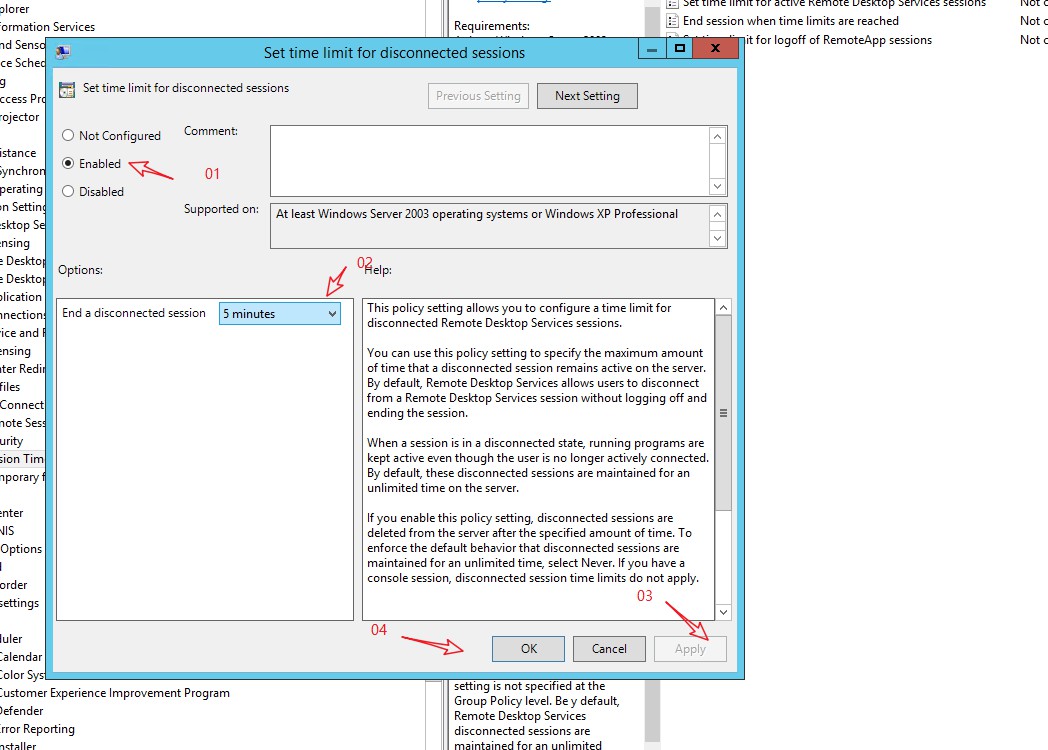 plorer
formation Services
nd Senso
ce Sched
g
ccess Pro
rojector
istance
Synchron
perating
on Setting
sktop Se
ensing
e Desktop
e Desktop
plication
nnections
vice and R
ensing
nter Redir
files
Connect
mote Sess
urity
sion Time
mporary f
enter
NIS
Options
d
order
settings
duler
Calendar
Color Sys
Customer Experience Improvement Program
Defender
Error Reporting
nstaller
Requirements:
Set time limit for active Remote Desktop Services sessions
Not c
End session when time limits are reached
Not c
limit for logoff of RemoteApp sessions
Not c
Set time limit for disconnected sessions
Set time limit for disconnected sessions
Previous Setting
Next Setting
Not Configured
Enabled
Disabled
01
Comment:
Supported on:
At least Windows Server 2003 operating systems or Windows XP Professional
Options:
02
Help:
End a disconnected session
5 minutes
This policy setting allows you to configure a time limit for
disconnected Remote Desktop Services sessions.
You can use this policy setting to specify the maximum amount
of time that a disconnected session remains active on the server.
By default, Remote Desktop Services allows users to disconnect
from a Remote Desktop Services session without logging off and
ending the session.
When a session is in a disconnected state, running programs are
kept active even though the user is no longer actively connected.
By default, these disconnected sessions are maintained for an
unlimited time on the server.
If you enable this policy setting, disconnected sessions are
deleted from the server after the specified amount of time. To
enforce the default behavior that disconnected sessions are
maintained for an unlimited time, select Never. If you have a
console session, disconnected session time limits do not apply.
03
04
OK
Cancel
Apply
setting is not specified at the
Group Policy level. Be y default,
Remote Desktop Services
disconnected sessions are
maintained for an unlimited